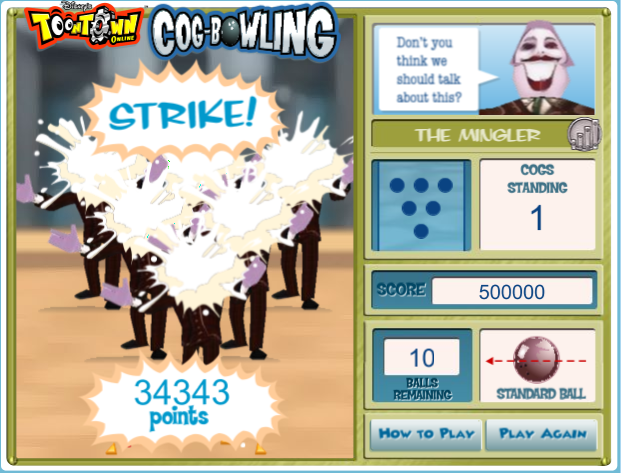 Disney's
TOONTOWN
ONLINE
COG-BOWLING
STRIKE!
34343
points
Don't you
think we
should talk
about this?
THE MINGLER
COGS
STANDING
1
SCORE
500000
10
BALLS
REMAINING
STANDARD BALL
HOW TO PLAY
PLAY AGAIN